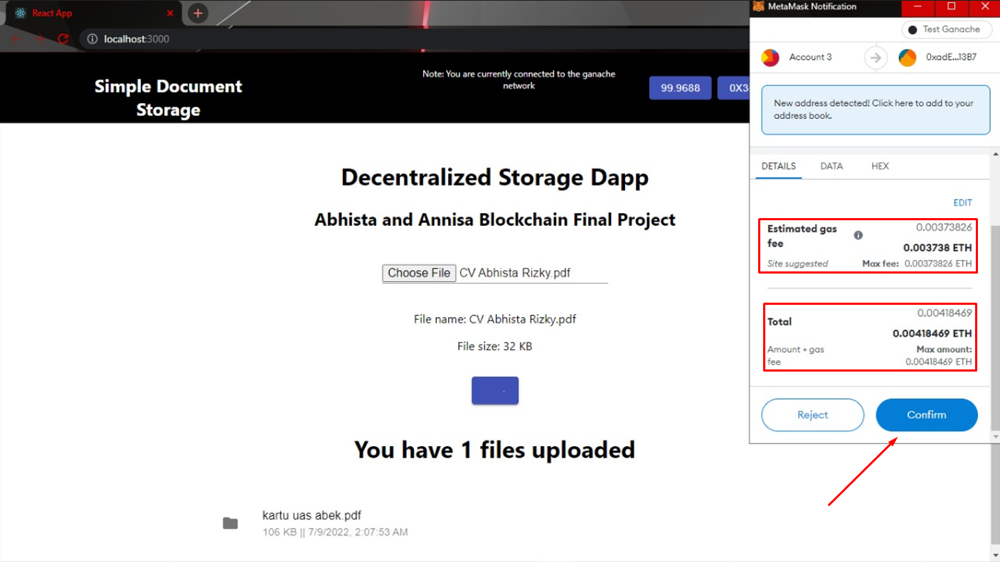 React App
localhost:3000
Simple Document
Storage
Note: You are currently connected to the ganache
network
99.9688
0X3
Decentralized Storage Dapp
Abhista and Annisa Blockchain Final Project
Choose File CV Abhista Rizky.pdf
File name: CV Abhista Rizky.pdf
File size: 32 KB
You have 1 files uploaded
kartu uas abek.pdf
106 KB || 7/9/2022, 2:07:53 AM
MetaMask Notification
Test Ganache
Account 3
0xadE...13B7
New address detected! Click here to add to your
address book.
DETAILS DATA HEX
EDIT
Estimated gas
fee
0.00373826
0.003738 ETH
Site suggested
Max fee: 0.00373826 ETH
Total
0.00418469
0.00418469 ETH
Amount + gas
fee
Max amount:
0.00418469 ETH
Reject
Confirm